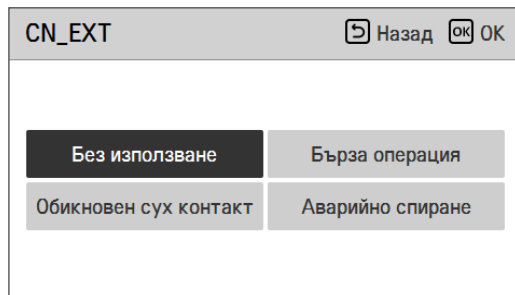 CN_EXT Назад OK OK
Без използване Бърза операция
Обикновен сух контакт Аварийно спиране